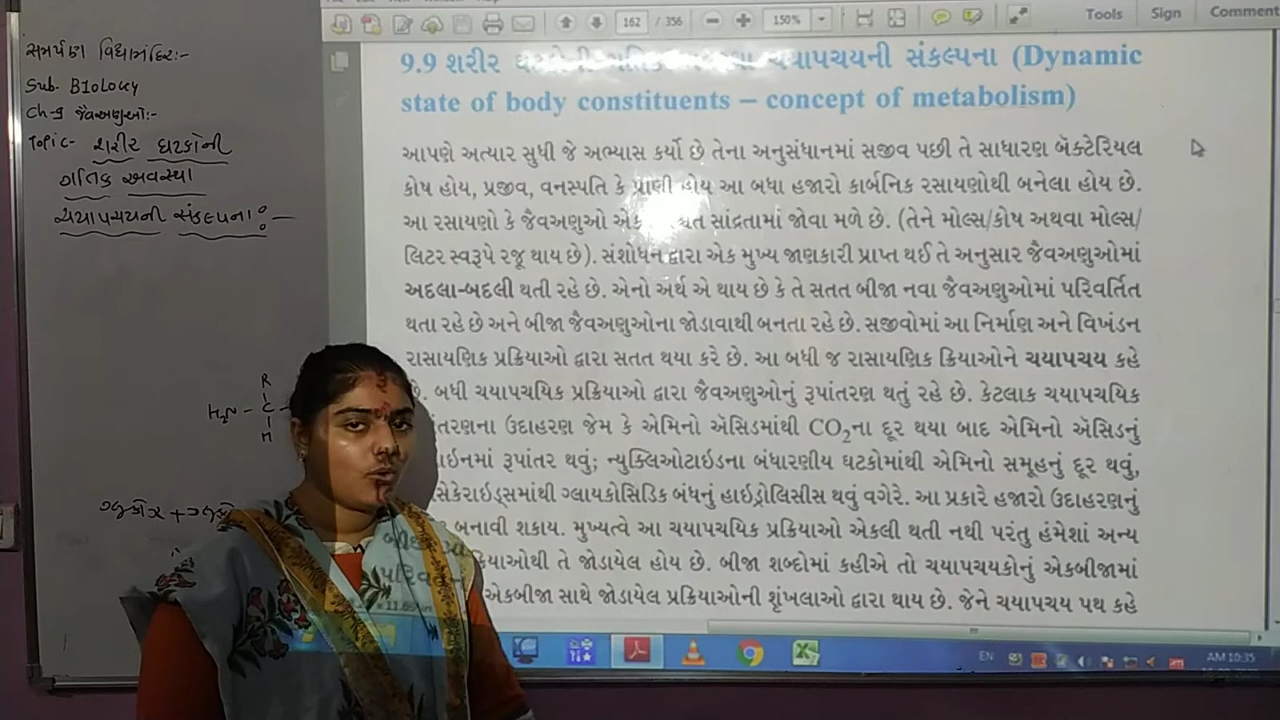 સમર્પણ વિદ્યામંદિર:-
Sub- BIology
Ch-9 જૈવઅણુઓ:-
Topic- શરીર ઘટકોની
ગતિક અવસ્થા
ચયાપચયની સંકલ્પના:-
R
H₂N - C -
H
ગ્લુકોઝ +
162 / 356
150%
Tools
Sign
Comment
9.9 શરીર ચયાપચયની સંકલ્પના (Dynamic
state of body constituents – concept of metabolism)
આપણે અત્યાર સુધી જે અભ્યાસ કર્યો છે તેના અનુસંધાનમાં સજીવ પછી તે સાધારણ બૅક્ટેરિયલ
કોષ હોય, પ્રજીવ, વનસ્પતિ કે પ્રાણી હોય આ બધા હજારો કાર્બનિક રસાયણોથી બનેલા હોય છે.
આ રસાયણો કે જૈવઅણુઓ સાંદ્રતામાં જોવા મળે છે. (તેને મોલ્સ/કોષ અથવા મોલ્સ/
લિટર સ્વરૂપે રજૂ થાય છે). સંશોધન દ્વારા એક મુખ્ય જાણકારી પ્રાપ્ત થઈ તે અનુસાર જૈવઅણુઓમાં
અદલા-બદલી થતી રહે છે. એનો અર્થ એ થાય છે કે તે સતત બીજા નવા જૈવઅણુઓમાં પરિવર્તિત
થતા રહે છે અને બીજા જૈવઅણુઓના જોડાવાથી બનતા રહે છે. સજીવોમાં આ નિર્માણ અને વિખંડન
રાસાયણિક પ્રક્રિયાઓ દ્વારા સતત થયા કરે છે. આ બધી જ રાસાયણિક ક્રિયાઓને ચયાપચય કહે
છે. બધી ચયાપચયિક પ્રક્રિયાઓ દ્વારા જૈવઅણુઓનું રૂપાંતરણ થતું રહે છે. કેટલાક ચયાપચયિક
તરણના ઉદાહરણ જેમ કે એમિનો ઍસિડમાંથી CO₂ના દૂર થયા બાદ એમિનો ઍસિડનું
ઇનમાં રૂપાંતર થવું; ન્યુક્લિઓટાઇડના બંધારણીય ઘટકોમાંથી એમિનો સમૂહનું દૂર થવું,
સેકેરાઇડ્સમાંથી ગ્લાયકોસિડિક બંધનું હાઇડ્રોલિસીસ થવું વગેરે. આ પ્રકારે હજારો ઉદાહરણનું
બનાવી શકાય. મુખ્યત્વે આ ચયાપચયિક પ્રક્રિયાઓ એકલી થતી નથી પરંતુ હંમેશાં અન્ય
ક્રિયાઓથી તે જોડાયેલ હોય છે. બીજા શબ્દોમાં કહીએ તો ચયાપચયકોનું એકબીજામાં
એકબીજા સાથે જોડાયેલ પ્રક્રિયાઓની શૃંખલાઓ દ્વારા થાય છે. જેને ચયાપચય પથ કહે
EN
AM 10:35